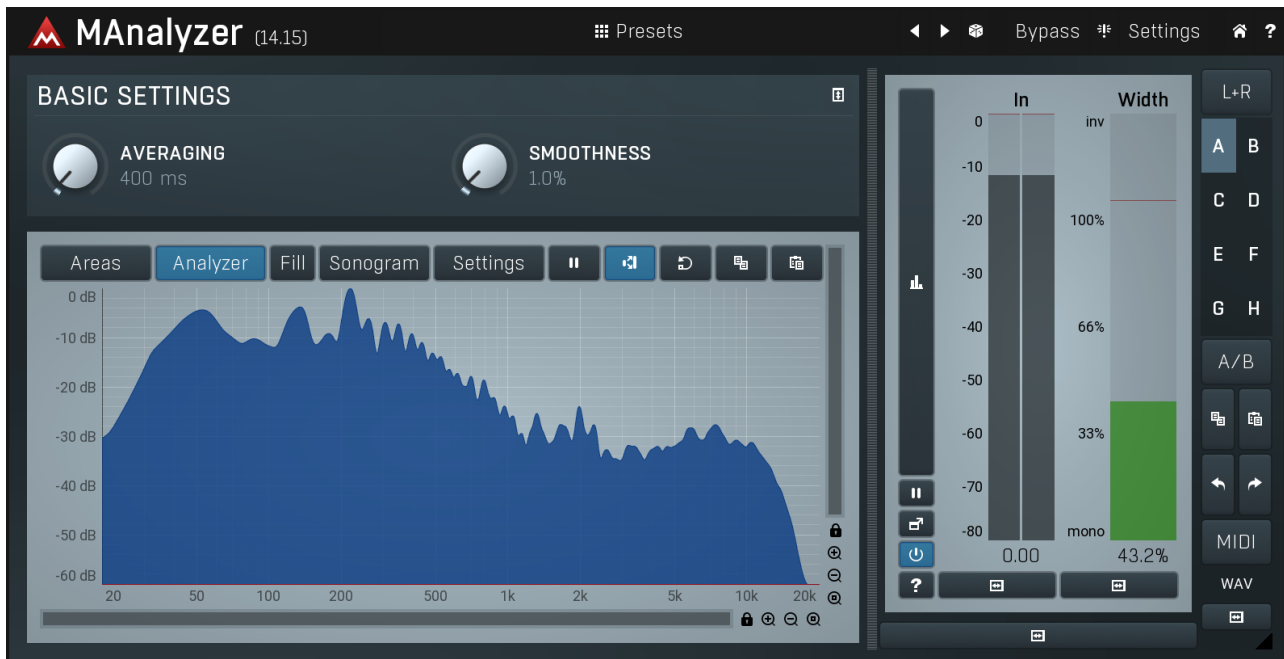 MAnalyzer (14.15)
Presets
Bypass
Settings
?
BASIC SETTINGS
AVERAGING
400 ms
SMOOTHNESS
1.0%
Areas
Analyzer
Fill
Sonogram
Settings
0 dB
-10 dB
-20 dB
-30 dB
-40 dB
-50 dB
-60 dB
20 50 100 200 500 1k 2k 5k 10k 20k
?
In
0
-10
-20
-30
-40
-50
-60
-70
-80
0.00
Width
inv
100%
66%
33%
mono
43.2%
L+R
A B
C D
E F
G H
A/B
MIDI
WAV